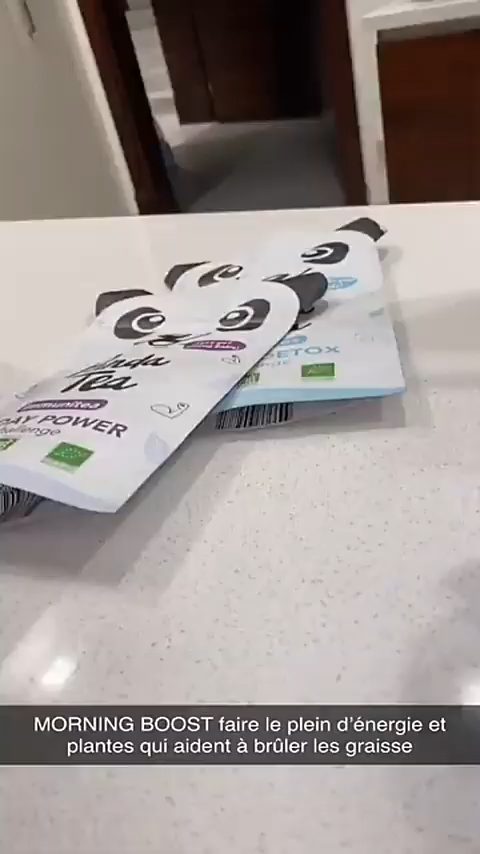 Tea
immunitea
DAY POWER
challenge
DETOX
MORNING BOOST faire le plein d'énergie et
plantes qui aident à brûler les graisse